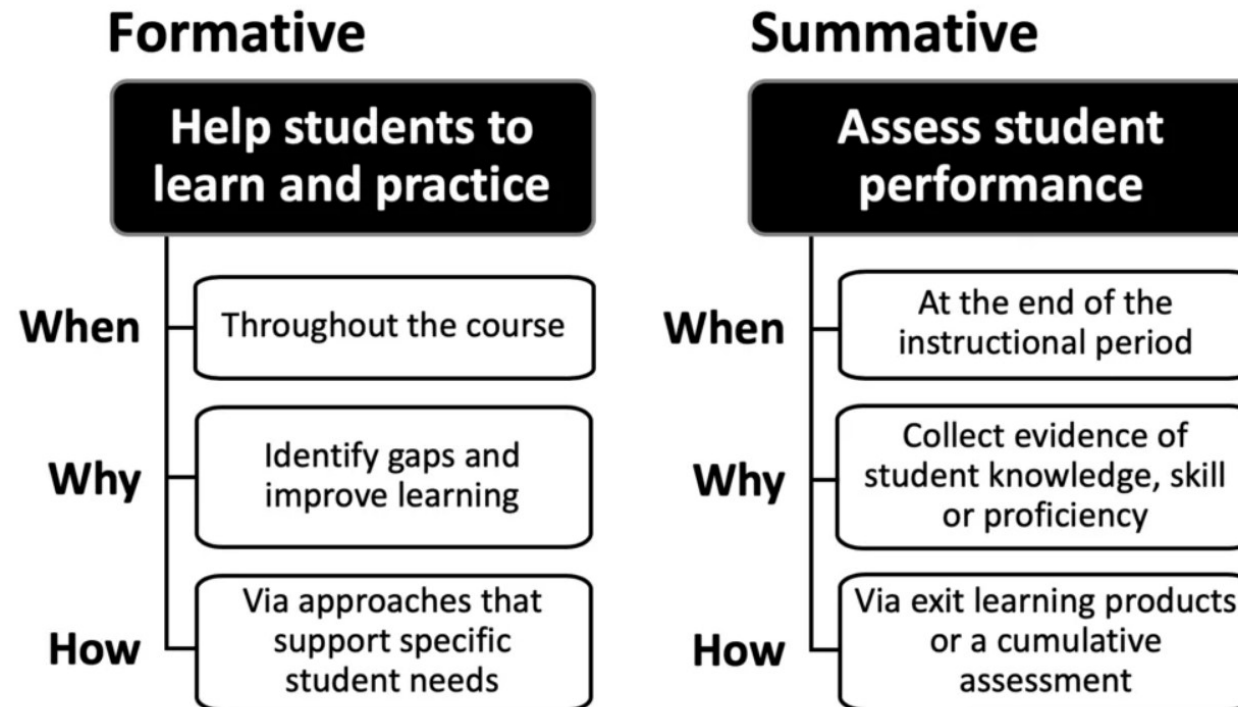 Formative
Help students to
learn and practice
When
Throughout the course
Why
Identify gaps and
improve learning
How
Via approaches that
support specific
student needs
Summative
Assess student
performance
When
At the end of the
instructional period
Why
Collect evidence of
student knowledge, skill
or proficiency
How
Via exit learning products
or a cumulative
assessment